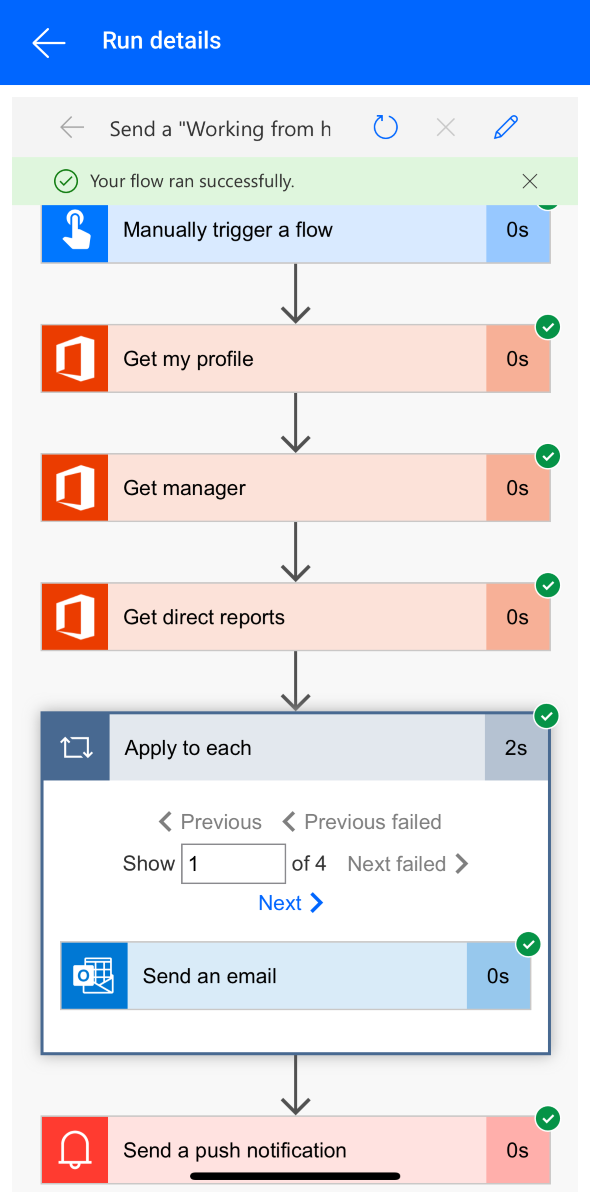 Run details
Send a "Working from h
Your flow ran successfully.
Manually trigger a flow 0s
Get my profile 0s
Get manager 0s
Get direct reports 0s
Apply to each 2s
Previous Previous failed
Show 1 of 4 Next failed
Next
Send an email 0s
Send a push notification 0s